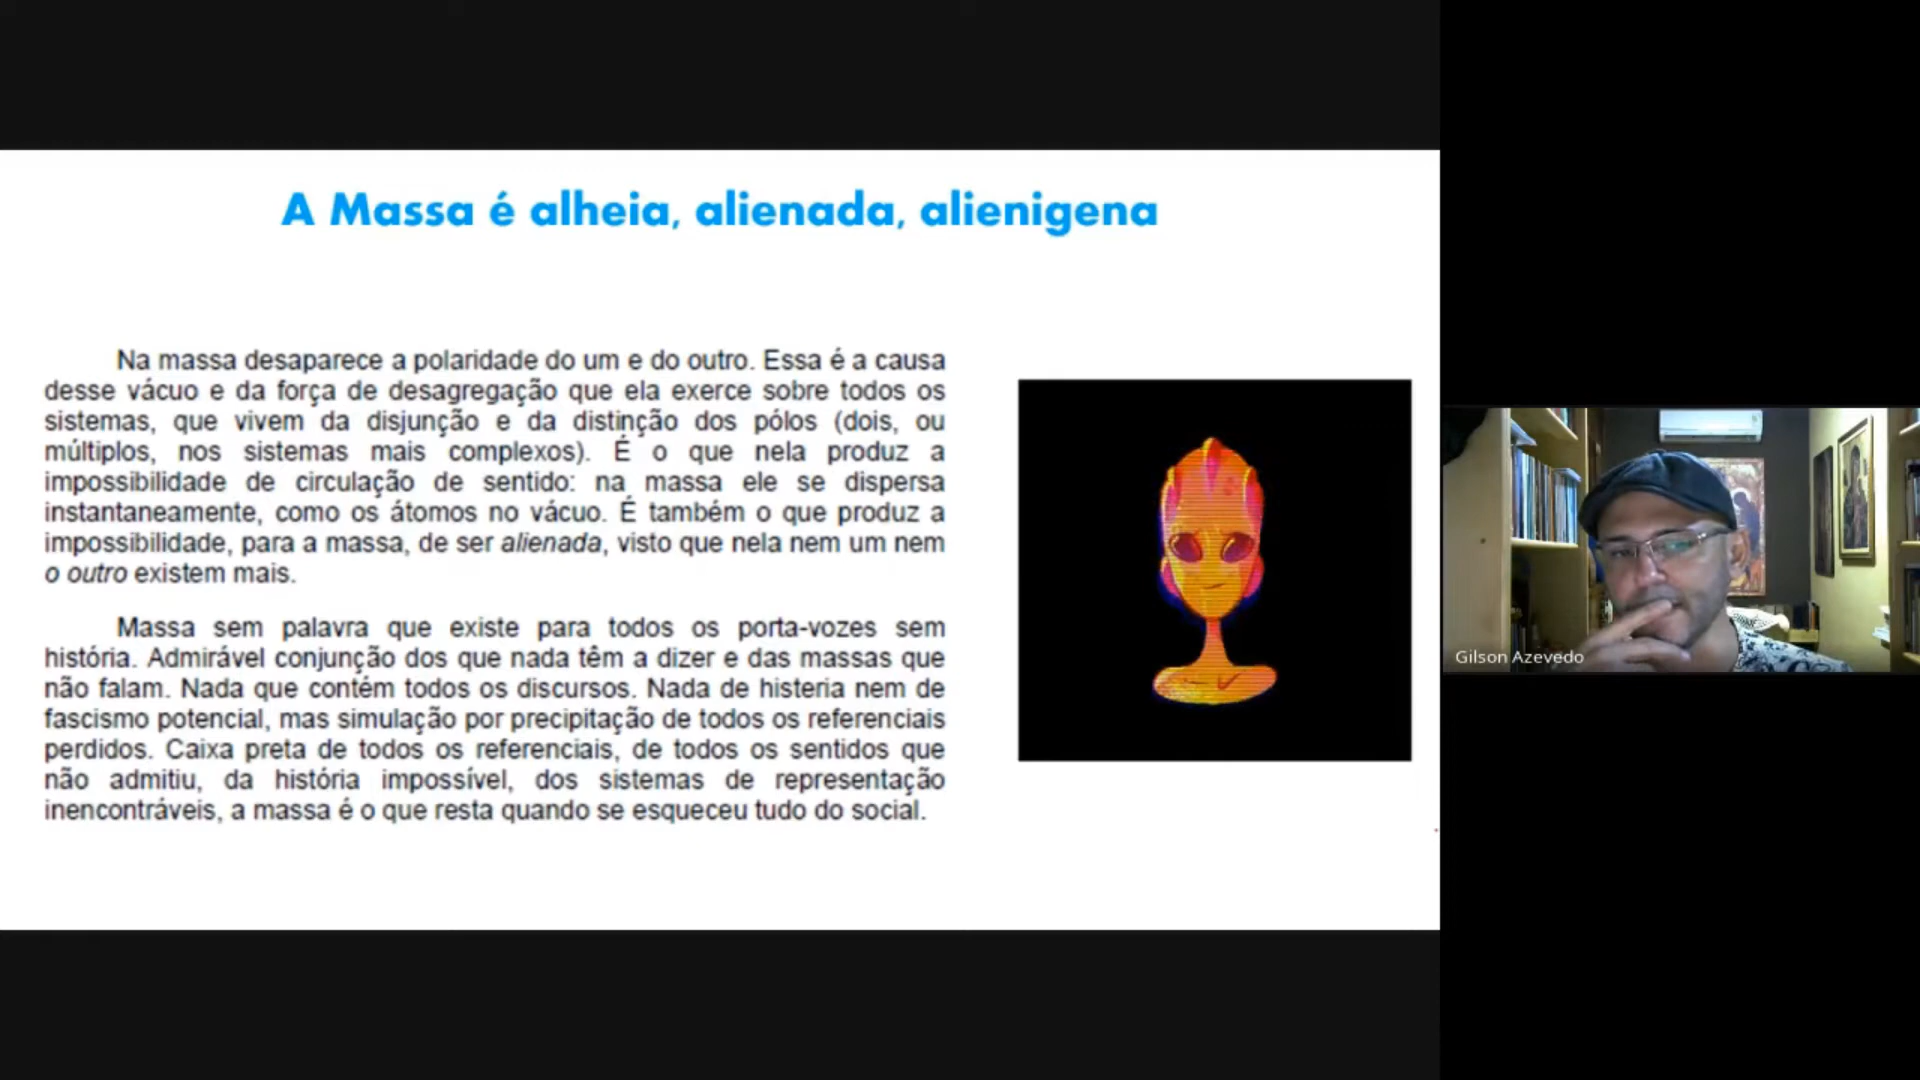 A Massa é alheia, alienada, alienigena
Na massa desaparece a polaridade do um e do outro. Essa é a causa
desse vácuo e da força de desagregação que ela exerce sobre todos os
sistemas, que vivem da disjunção e da distinção dos pólos (dois, ou
múltiplos, nos sistemas mais complexos). É o que nela produz a
impossibilidade de circulação de sentido: na massa ele se dispersa
instantaneamente, como os átomos no vácuo. É também o que produz a
impossibilidade, para a massa, de ser alienada, visto que nela nem um nem
o outro existem mais.
Massa sem palavra que existe para todos os porta-vozes sem
história. Admirável conjunção dos que nada têm a dizer e das massas que
não falam. Nada que contém todos os discursos. Nada de histeria nem de
fascismo potencial, mas simulação por precipitação de todos os referenciais
perdidos. Caixa preta de todos os referenciais, de todos os sentidos que
não admitiu, da história impossível, dos sistemas de representação
inencontráveis, a massa é o que resta quando se esqueceu tudo do social.
Gilson Azevedo